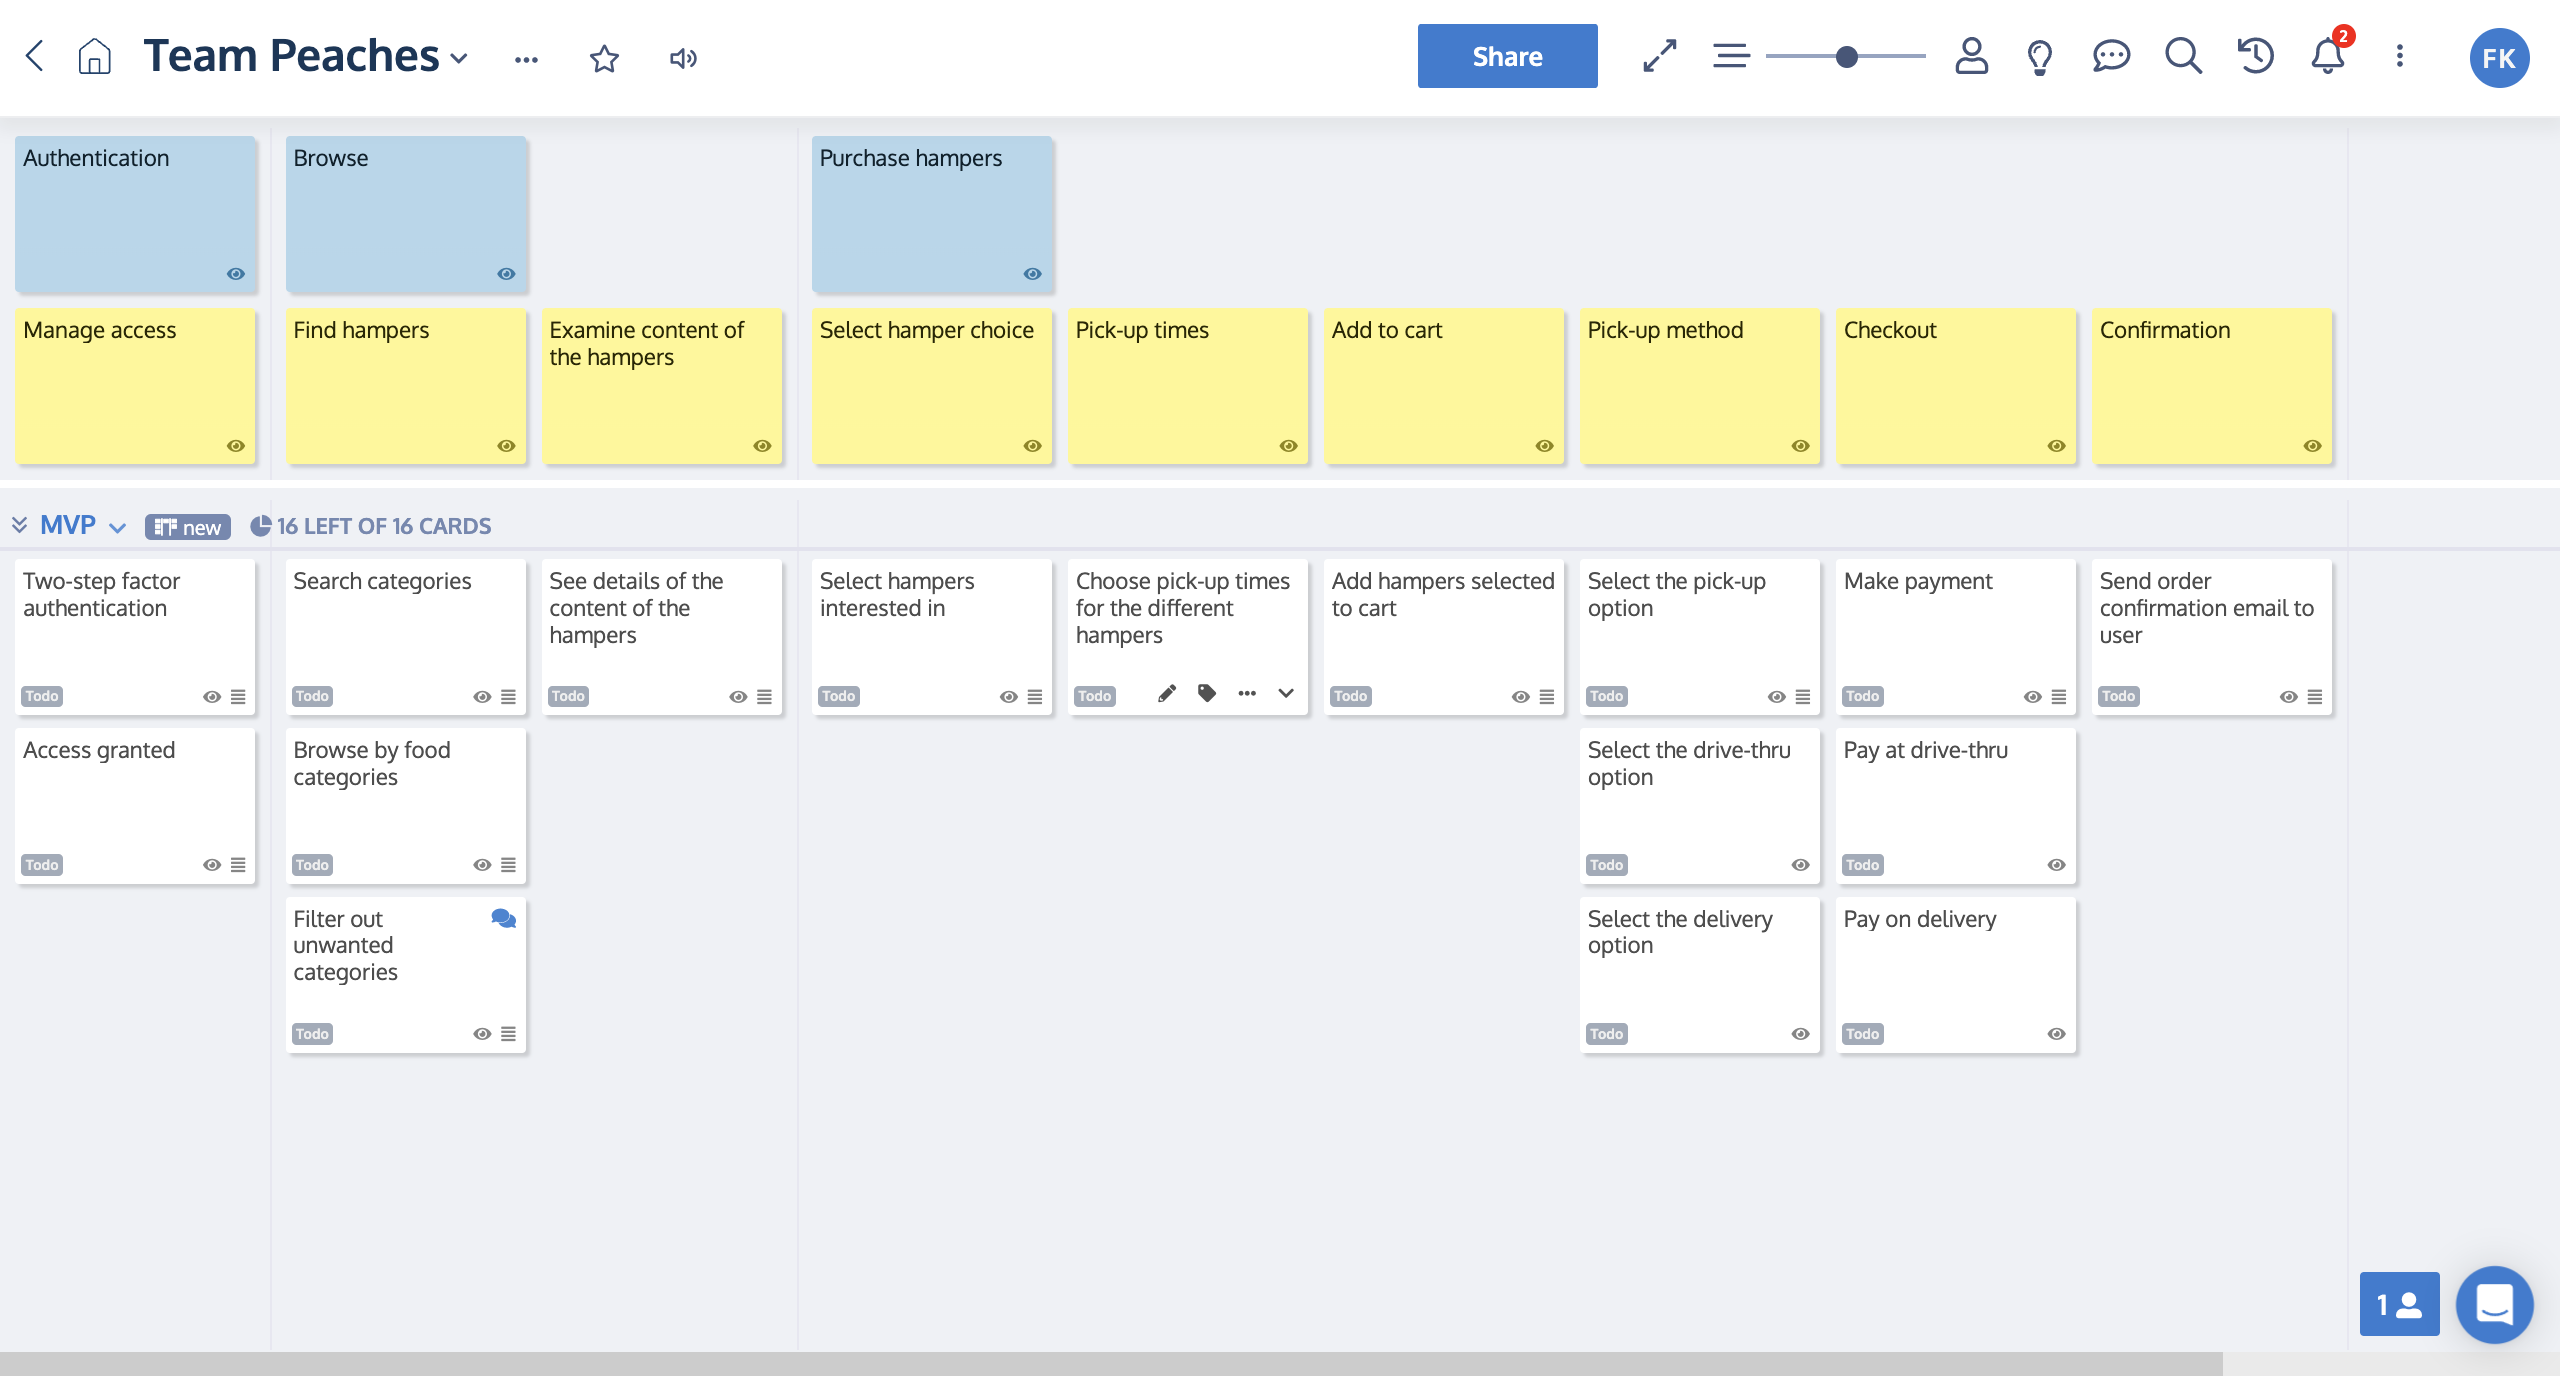 Team Peaches
Share
2
FK
Authentication
Browse
Purchase hampers
Manage access
Find hampers
Examine content of
the hampers
Select hamper choice
Pick-up times
Add to cart
Pick-up method
Checkout
Confirmation
MVP
new
16 LEFT OF 16 CARDS
Two-step factor
authentication
Todo
Search categories
Todo
See details of the
content of the
hampers
Todo
Select hampers
interested in
Todo
Choose pick-up times
for the different
hampers
Todo
Add hampers selected
to cart
Todo
Select the pick-up
option
Todo
Make payment
Todo
Send order
confirmation email to
user
Todo
Access granted
Todo
Browse by food
categories
Todo
Select the drive-thru
option
Todo
Pay at drive-thru
Todo
Filter out
unwanted
categories
Todo
Select the delivery
option
Todo
Pay on delivery
Todo
1